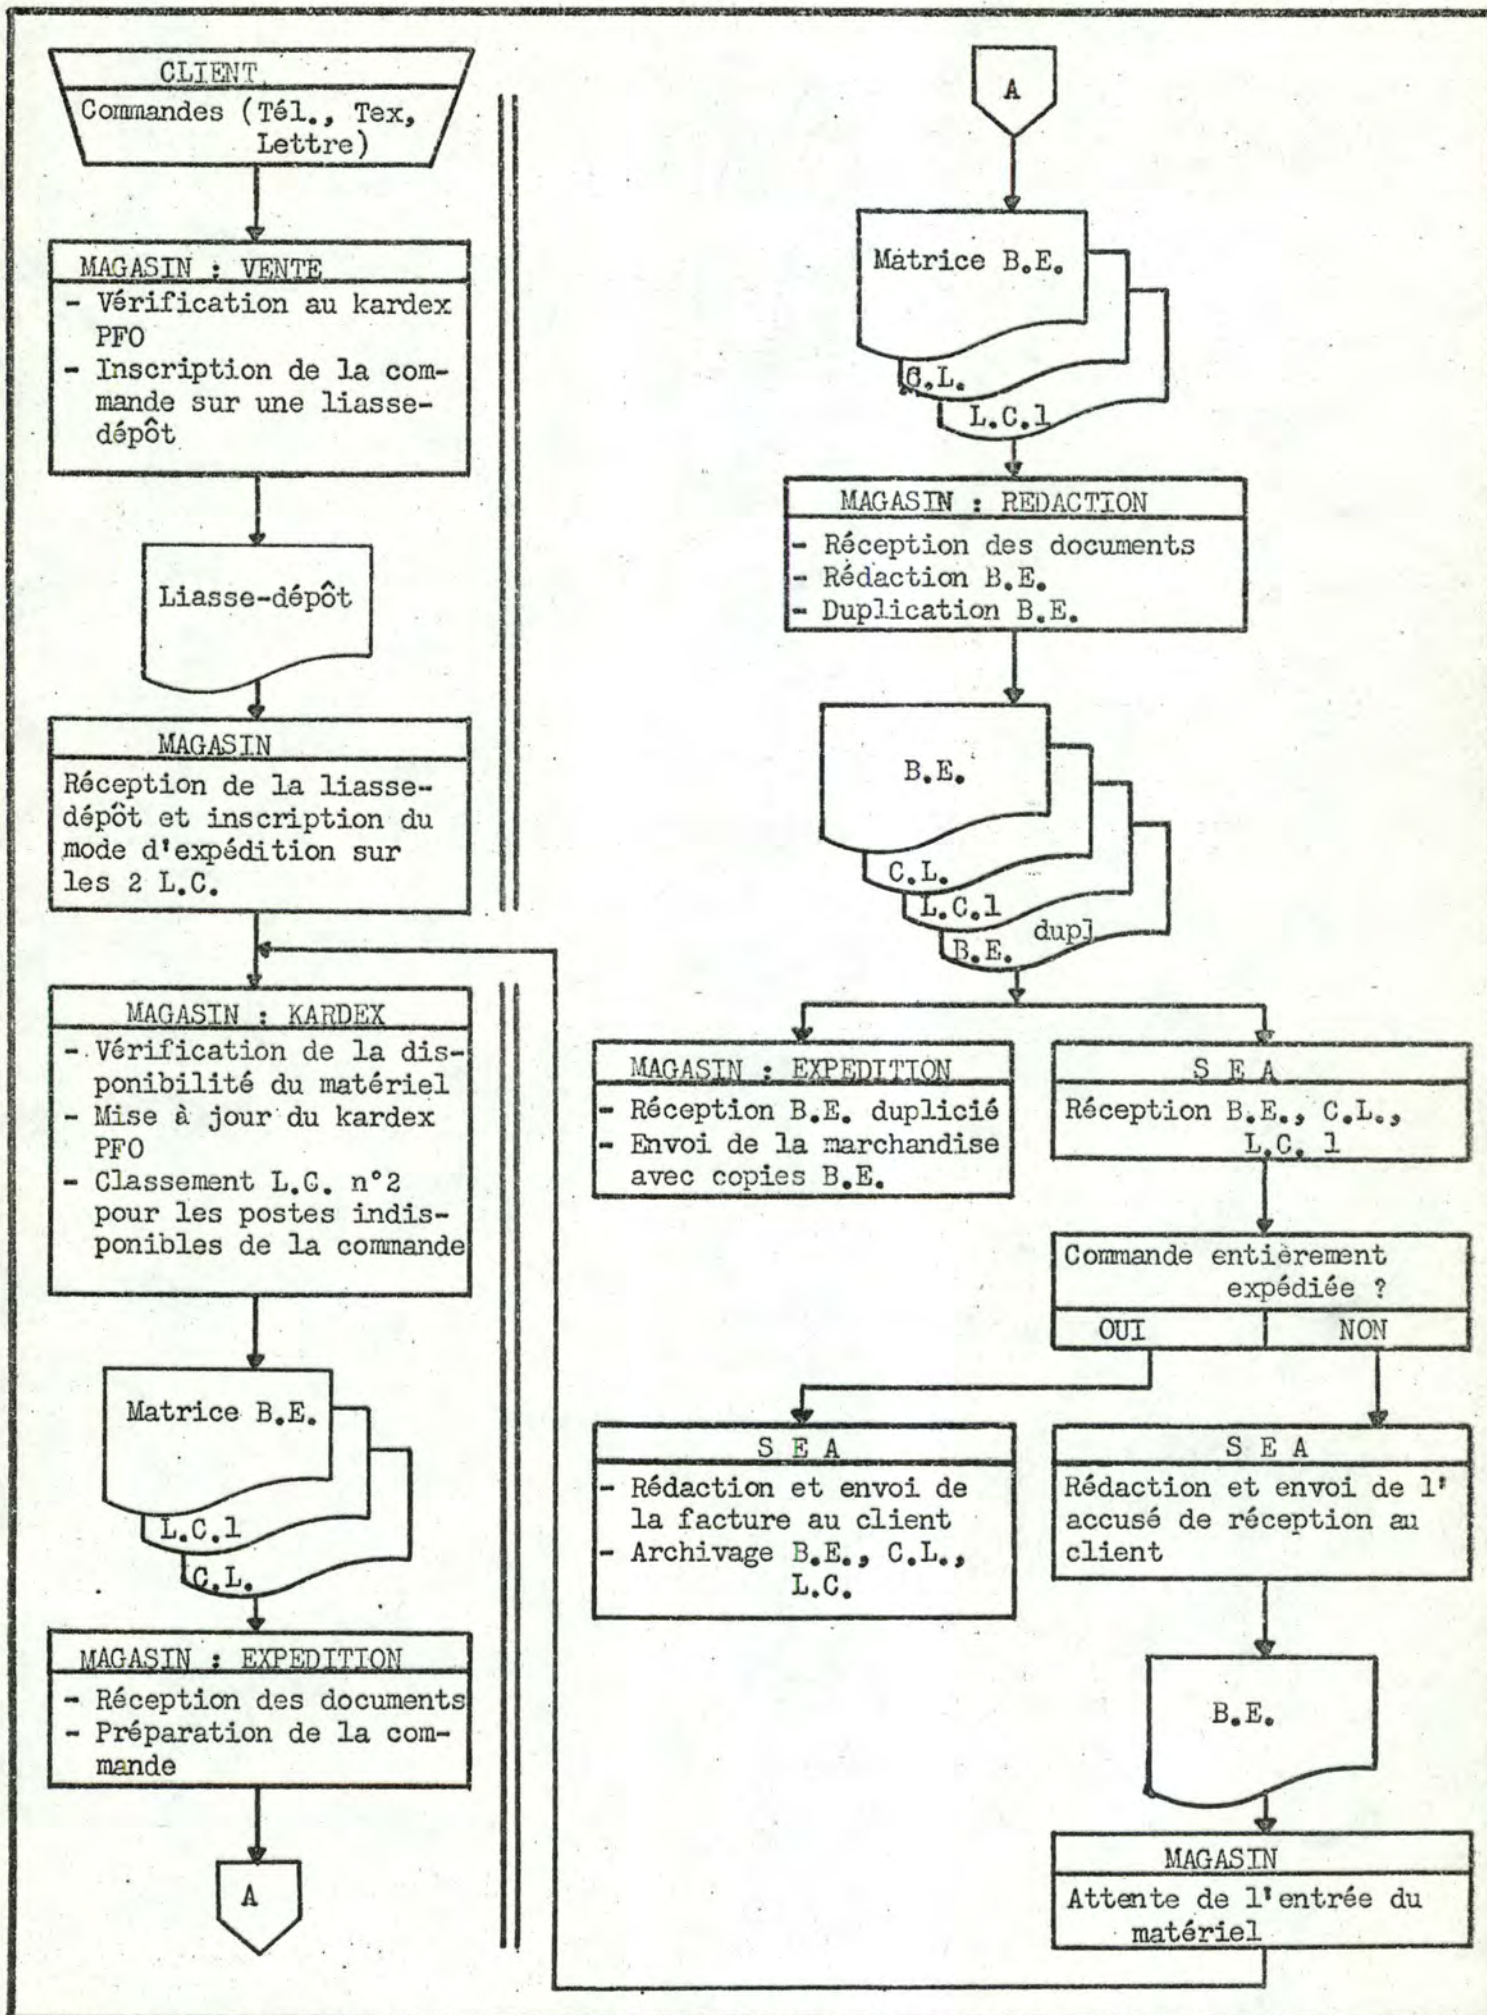 CLIENT
Commandes (Tél., Tex,
Lettre)
MAGASIN : VENTE
- Vérification au kardex
PFO
- Inscription de la com-
mande sur une liasse-
dépôt
Liasse-dépôt
MAGASIN
Réception de la liasse-
dépôt et inscription du
mode d'expédition sur
les 2 L.C.
MAGASIN : KARDEX
- Vérification de la dis-
ponibilité du matériel
- Mise à jour du kardex
PFO
- Classement L.C. n°2
pour les postes indis-
ponibles de la commande
Matrice B.E.
L.C.1
C.L.
MAGASIN : EXPEDITION
- Réception des documents
- Préparation de la com-
mande
A
A
Matrice B.E.
C.L.
L.C.1
MAGASIN : REDACTION
- Réception des documents
- Rédaction B.E.
- Duplication B.E.
B.E.
C.L.
L.C.1
B.E. dupl
MAGASIN : EXPEDITION
- Réception B.E. duplicié
- Envoi de la marchandise
avec copies B.E.
S E A
Réception B.E., C.L.,
L.C. 1
Commande entièrement
expédiée ?
OUI NON
S E A
- Rédaction et envoi de
la facture au client
- Archivage B.E., C.L.,
L.C.
S E A
Rédaction et envoi de l'
accusé de réception au
client
B.E.
MAGASIN
Attente de l'entrée du
matériel